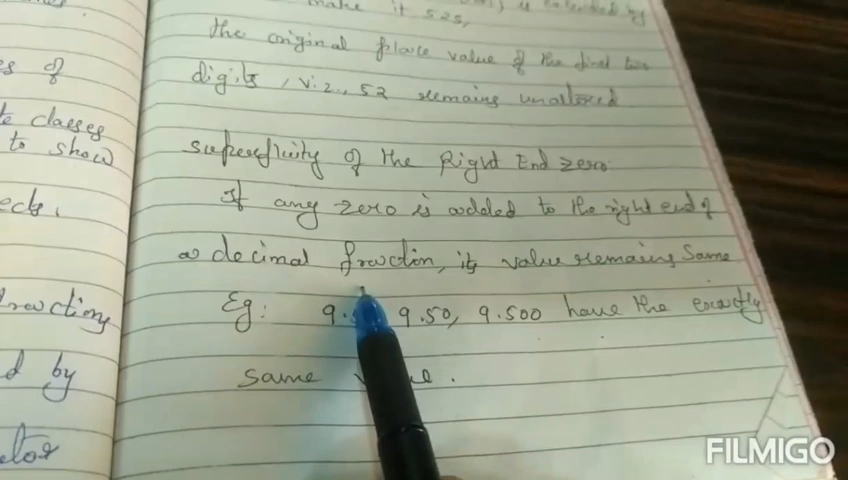 es of
te classes
to show
ects.
fractions
d by
make it 525, is extended by
the original place value of the first two
digits, viz., 52 remains unaltered
superfluity of the Right End zero.
If any zero is added to the right end of
a decimal fraction, its value remains same
Eg: 9. 9.50, 9.500 have the exactly
same
FILMIGO